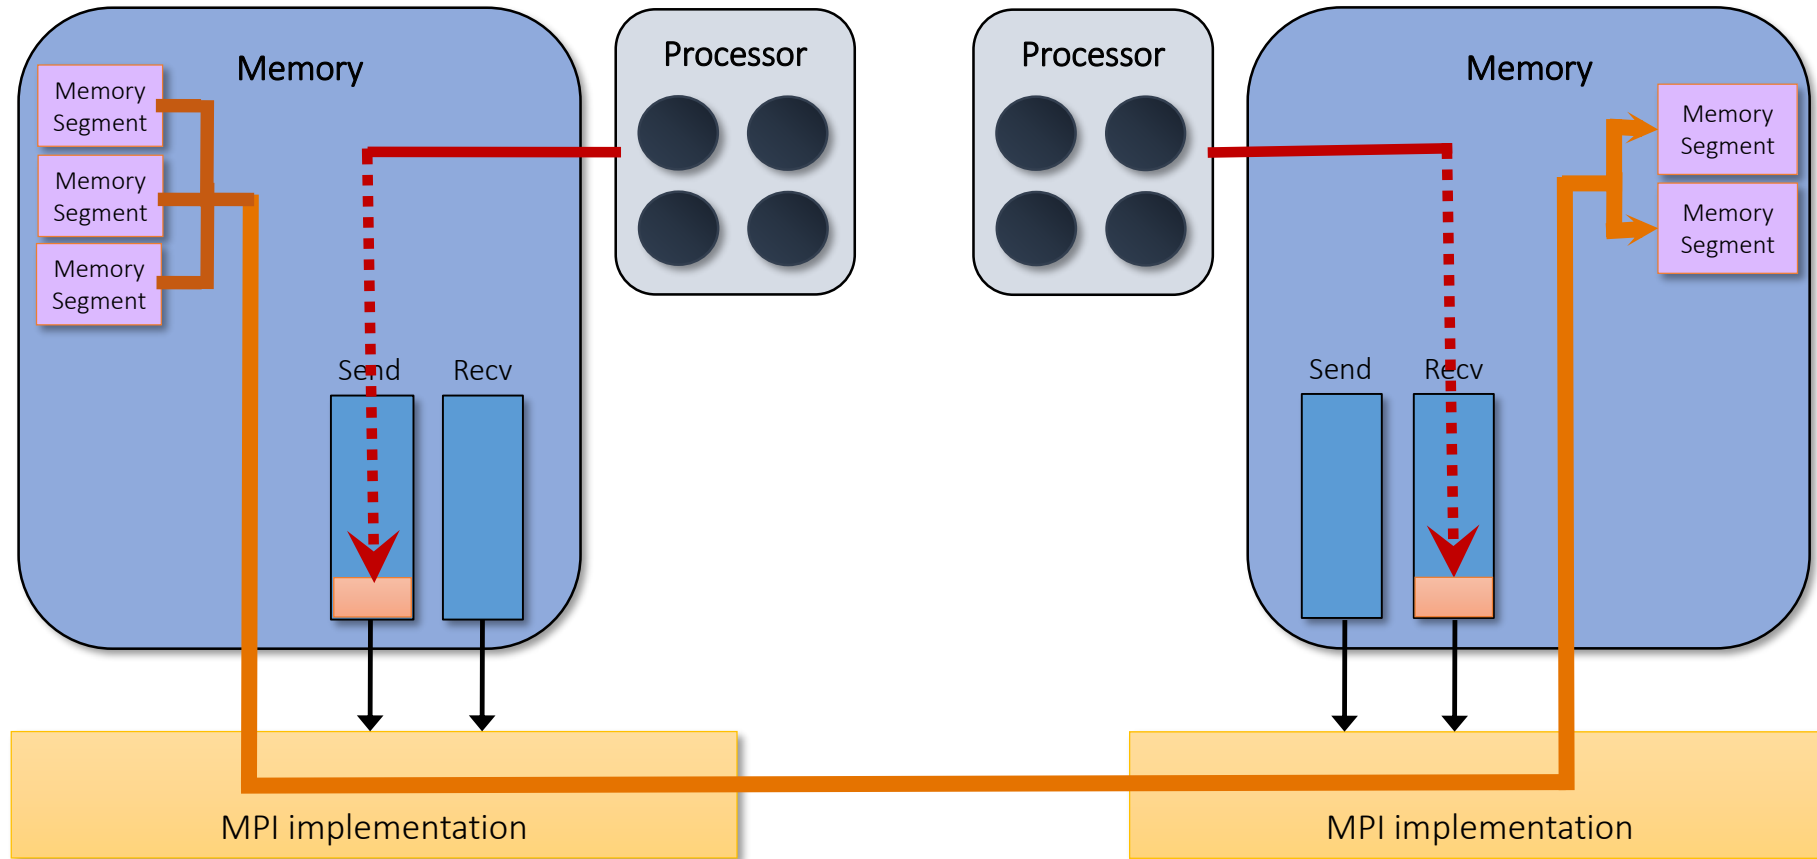 Memory
Processor
Processor
Memory
Memory
Segment
Memory
Segment
Memory
Segment
Memory
Segment
Memory
Segment
Send
Recv
Send
Recv
MPI implementation
MPI implementation